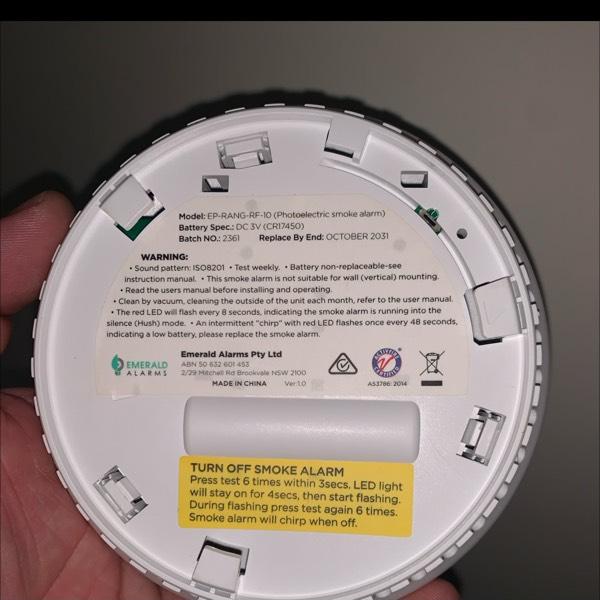 Model: EP-RANG-RF-10 (Photoelectric smoke alarm)
Battery Spec.: DC 3V (CR17450)
Batch NO.: 2361 Replace By End: OCTOBER 2031
WARNING:
• Sound pattern: ISO8201 • Test weekly. • Battery non-replaceable-see
instruction manual. • This smoke alarm is not suitable for wall (vertical) mounting.
• Read the users manual before installing and operating.
• Clean by vacuum, cleaning the outside of the unit each month, refer to the user manual.
• The red LED will flash every 8 seconds, indicating the smoke alarm is running into the
silence (Hush) mode. • An intermittent "chirp" with red LED flashes once every 48 seconds,
indicating a low battery, please replace the smoke alarm.
EMERALD
ALARMS
Emerald Alarms Pty Ltd
ABN 50 632 601 453
2/29 Mitchell Rd Brookvale NSW 2100
MADE IN CHINA Ver:1.0
AS3786: 2014
TURN OFF SMOKE ALARM
Press test 6 times within 3secs, LED light
will stay on for 4secs, then start flashing.
During flashing press test again 6 times.
Smoke alarm will chirp when off.